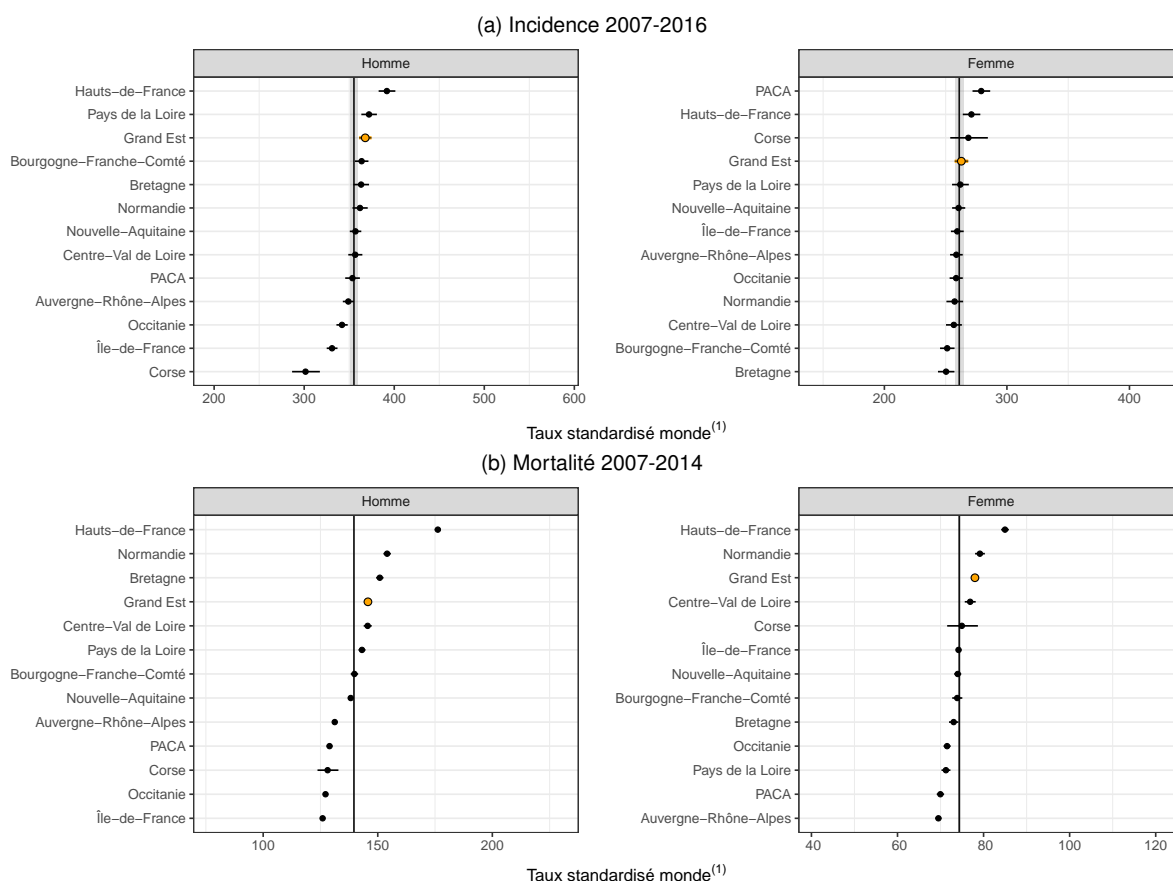 (a) Incidence 2007-2016
Homme
Hauts−de−France
Pays de la Loire
Grand Est
Bourgogne−Franche−Comté
Bretagne
Normandie
Nouvelle−Aquitaine
Centre−Val de Loire
PACA
Auvergne−Rhône−Alpes
Occitanie
Île−de−France
Corse
200 300 400 500 600
Femme
PACA
Hauts−de−France
Corse
Grand Est
Pays de la Loire
Nouvelle−Aquitaine
Île−de−France
Auvergne−Rhône−Alpes
Occitanie
Normandie
Centre−Val de Loire
Bourgogne−Franche−Comté
Bretagne
200 300 400
Taux standardisé monde(1)
(b) Mortalité 2007-2014
Homme
Hauts−de−France
Normandie
Bretagne
Grand Est
Centre−Val de Loire
Pays de la Loire
Bourgogne−Franche−Comté
Nouvelle−Aquitaine
Auvergne−Rhône−Alpes
PACA
Corse
Occitanie
Île−de−France
100 150 200
Femme
Hauts−de−France
Normandie
Grand Est
Centre−Val de Loire
Corse
Île−de−France
Nouvelle−Aquitaine
Bourgogne−Franche−Comté
Bretagne
Occitanie
Pays de la Loire
PACA
Auvergne−Rhône−Alpes
40 60 80 100 120
Taux standardisé monde(1)